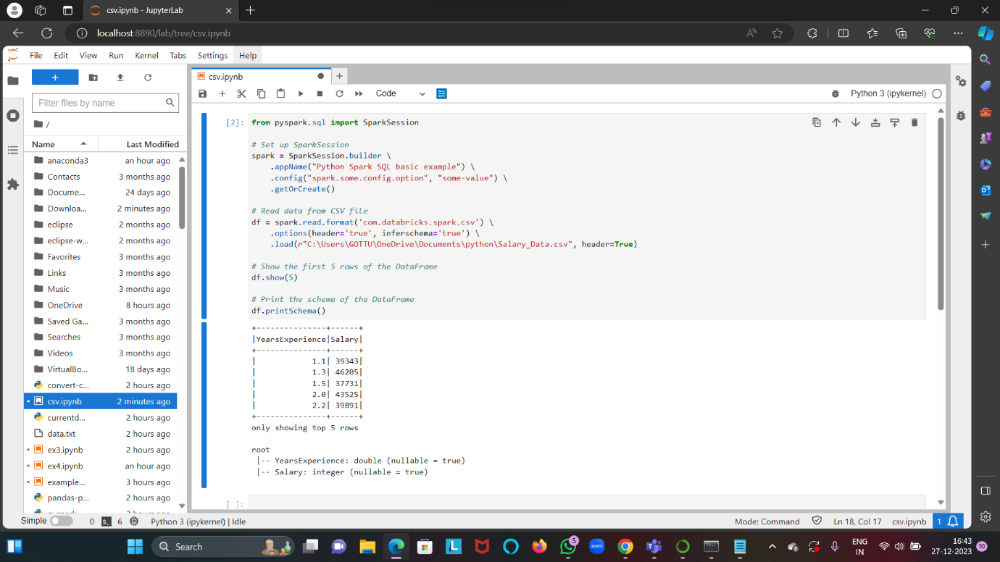 csv.ipynb - JupyterLab
localhost:8890/lab/tree/csv.ipynb
File Edit View Run Kernel Tabs Settings Help
csv.ipynb
Filter files by name
/
Name Last Modified
anaconda3 an hour ago
Contacts 3 months ago
Docume... 24 days ago
Downloa... 2 minutes ago
eclipse 2 months ago
eclipse-w... 2 months ago
Favorites 3 months ago
Links 3 months ago
Music 3 months ago
OneDrive 8 hours ago
Saved Ga... 3 months ago
Searches 3 months ago
Videos 3 months ago
VirtualBo... 18 days ago
convert-c... 2 hours ago
csv.ipynb 2 minutes ago
currentd... 2 hours ago
data.txt 2 hours ago
ex3.ipynb 2 hours ago
ex4.ipynb an hour ago
example... 3 hours ago
pandas-p... 2 hours ago
Code
Python 3 (ipykernel)
[2]: from pyspark.sql import SparkSession
# Set up SparkSession
spark = SparkSession.builder \
.appName("Python Spark SQL basic example") \
.config("spark.some.config.option", "some-value") \
.getOrCreate()
# Read data from CSV file
df = spark.read.format('com.databricks.spark.csv') \
.options(header='true', inferschema='true') \
.load(r"C:\Users\GOTTU\OneDrive\Documents\python\Salary_Data.csv", header=True)
# Show the first 5 rows of the DataFrame
df.show(5)
# Print the schema of the DataFrame
df.printSchema()
+---------------+------+
|YearsExperience|Salary|
+---------------+------+
| 1.1| 39343|
| 1.3| 46205|
| 1.5| 37731|
| 2.0| 43525|
| 2.2| 39891|
+---------------+------+
only showing top 5 rows
root
|-- YearsExperience: double (nullable = true)
|-- Salary: integer (nullable = true)
[ ]:
Simple 0 6 Python 3 (ipykernel) | Idle Mode: Command Ln 18, Col 17 csv.ipynb 1
Search
5
zoom
ENG
IN
16:43
27-12-2023
10